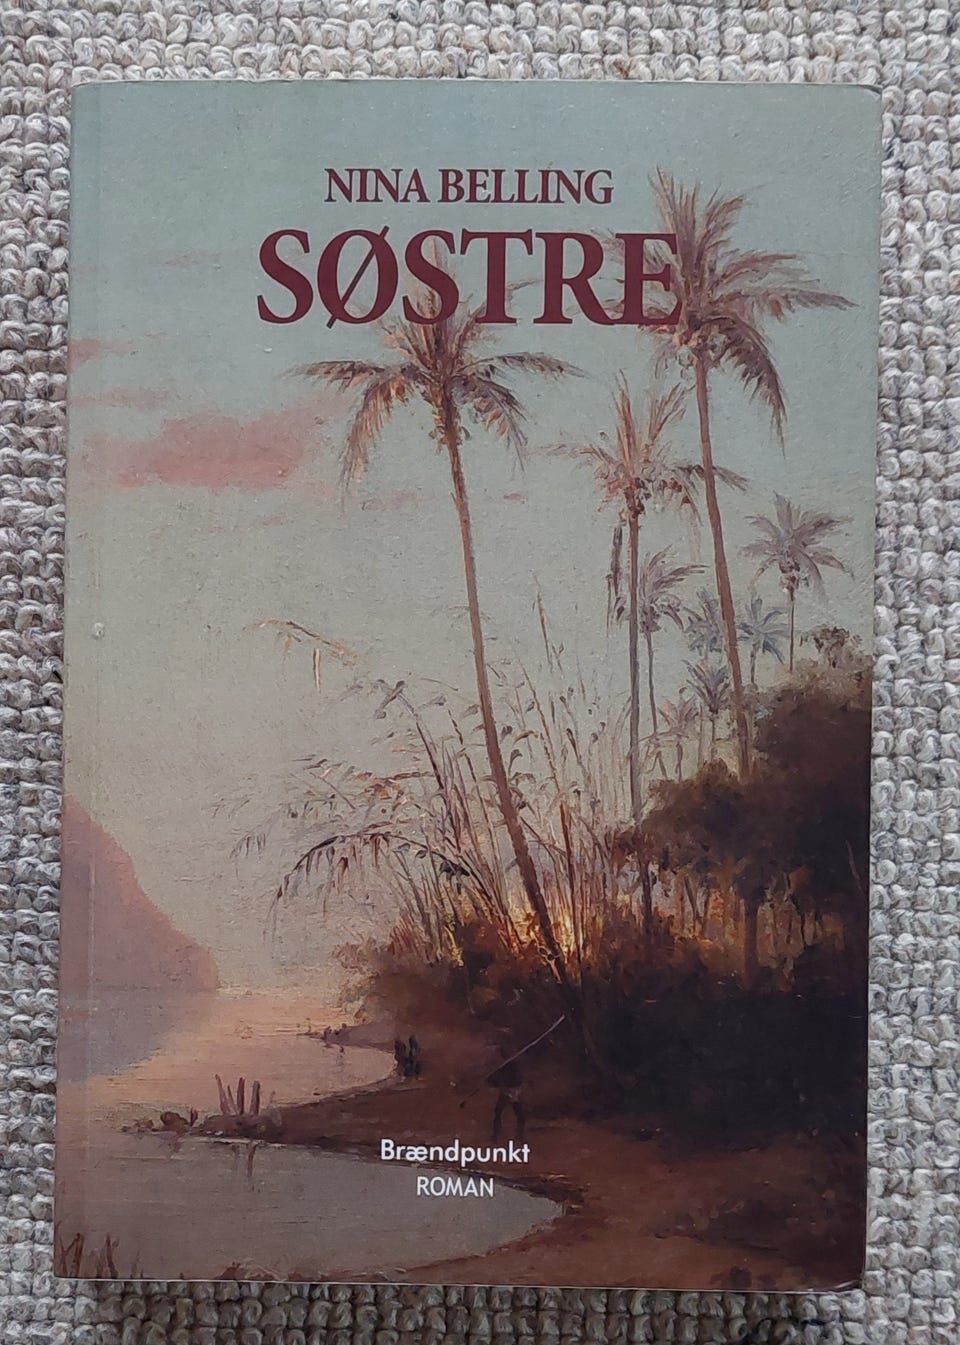 NINA BELLING
SØSTRE
Brændpunkt
ROMAN